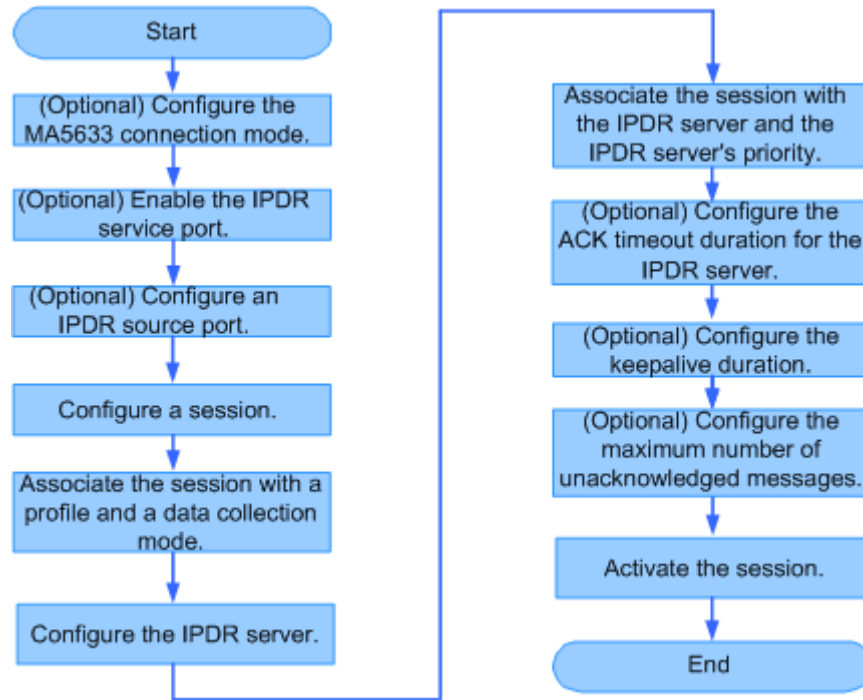 Start
(Optional) Configure the
MA5633 connection mode.
(Optional) Enable the IPDR
service port.
(Optional) Configure an
IPDR source port.
Configure a session.
Associate the session with a
profile and a data collection
mode.
Configure the IPDR server.
Associate the session with
the IPDR server and the
IPDR server's priority.
(Optional) Configure the
ACK timeout duration for the
IPDR server.
(Optional) Configure the
keepalive duration.
(Optional) Configure the
maximum number of
unacknowledged messages.
Activate the session.
End